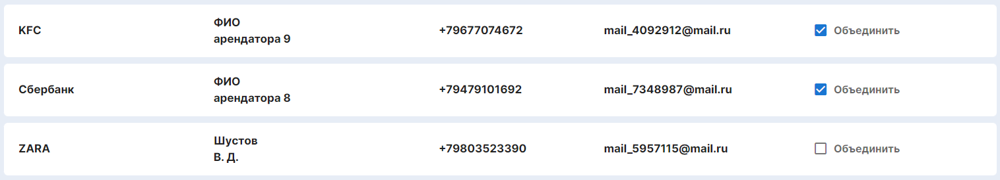 KFC
ФИО
арендатора 9
+79677074672
mail_4092912@mail.ru
Объединить
Сбербанк
ФИО
арендатора 8
+79479101692
mail_7348987@mail.ru
Объединить
ZARA
Шустов
В. Д.
+79803523390
mail_5957115@mail.ru
Объединить